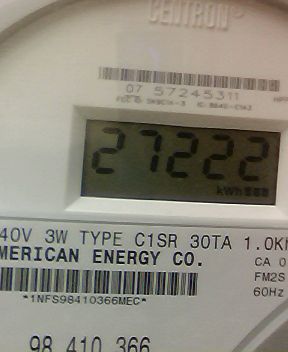 CENTRON®
07 57245311
27222
kWh
40V 3W TYPE C1SR 30TA 1.0Kh
MERICAN ENERGY CO.
CA 0
FM2S
60Hz
*1NFS98410366MEC*
98 410 366